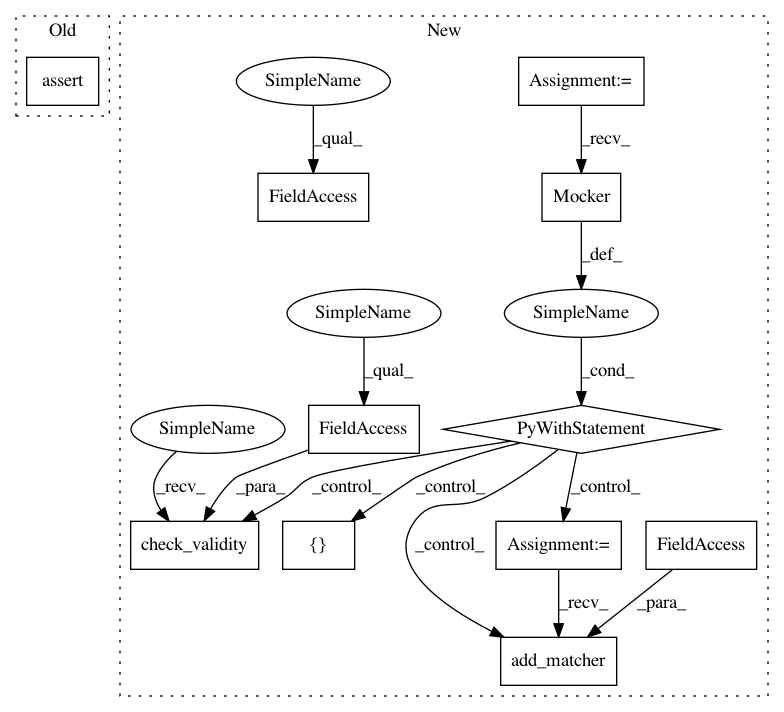 Old
New
assert
SimpleName
Assignment:=
_qual_
_recv_
FieldAccess
Mocker
_def_
SimpleName
SimpleName
_qual_
_cond_
SimpleName
FieldAccess
PyWithStatement
_recv_
_para_
_control_
_control_
_control_
_control_
check_validity
{}
Assignment:=
FieldAccess
_recv_
_para_
add_matcher